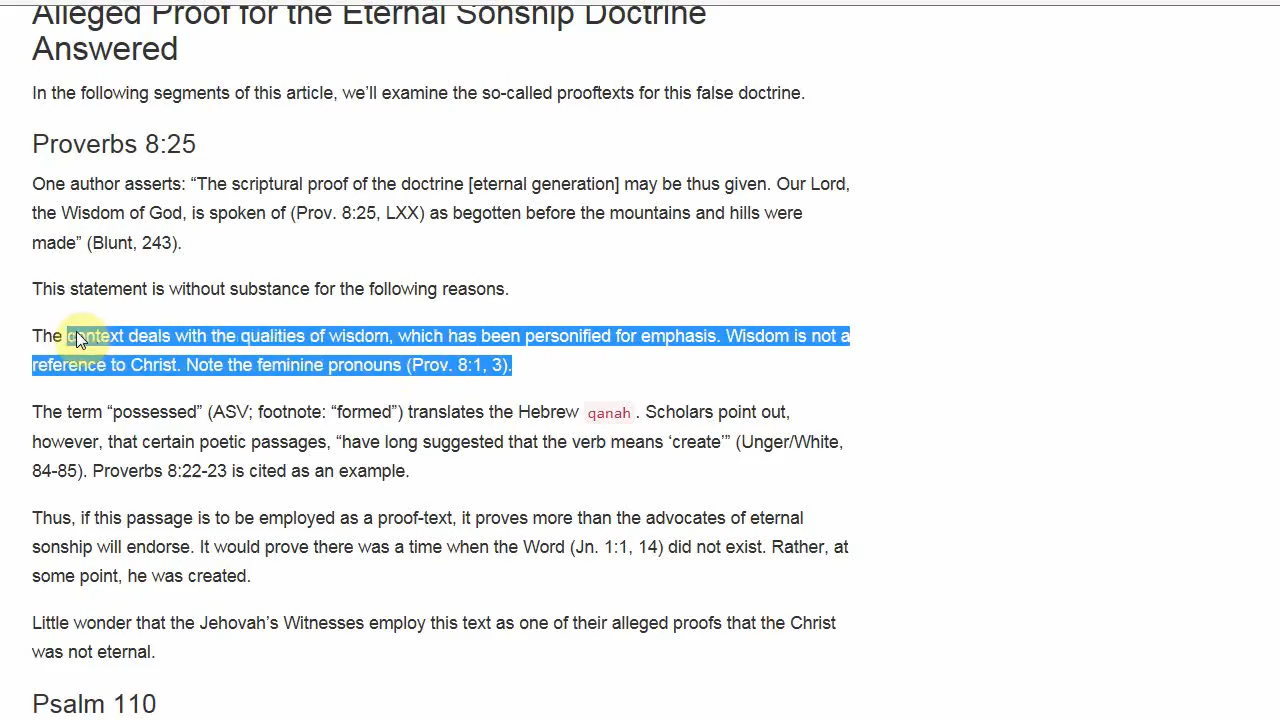 Alleged Proof for the Eternal Sonship Doctrine
Answered
In the following segments of this article, we’ll examine the so-called prooftexts for this false doctrine.
Proverbs 8:25
One author asserts: “The scriptural proof of the doctrine [eternal generation] may be thus given. Our Lord,
the Wisdom of God, is spoken of (Prov. 8:25, LXX) as begotten before the mountains and hills were
made” (Blunt, 243).
This statement is without substance for the following reasons.
The context deals with the qualities of wisdom, which has been personified for emphasis. Wisdom is not a
reference to Christ. Note the feminine pronouns (Prov. 8:1, 3).
The term “possessed” (ASV; footnote: “formed”) translates the Hebrew qanah. Scholars point out,
however, that certain poetic passages, “have long suggested that the verb means ‘create’” (Unger/White,
84-85). Proverbs 8:22-23 is cited as an example.
Thus, if this passage is to be employed as a proof-text, it proves more than the advocates of eternal
sonship will endorse. It would prove there was a time when the Word (Jn. 1:1, 14) did not exist. Rather, at
some point, he was created.
Little wonder that the Jehovah’s Witnesses employ this text as one of their alleged proofs that the Christ
was not eternal.
Psalm 110